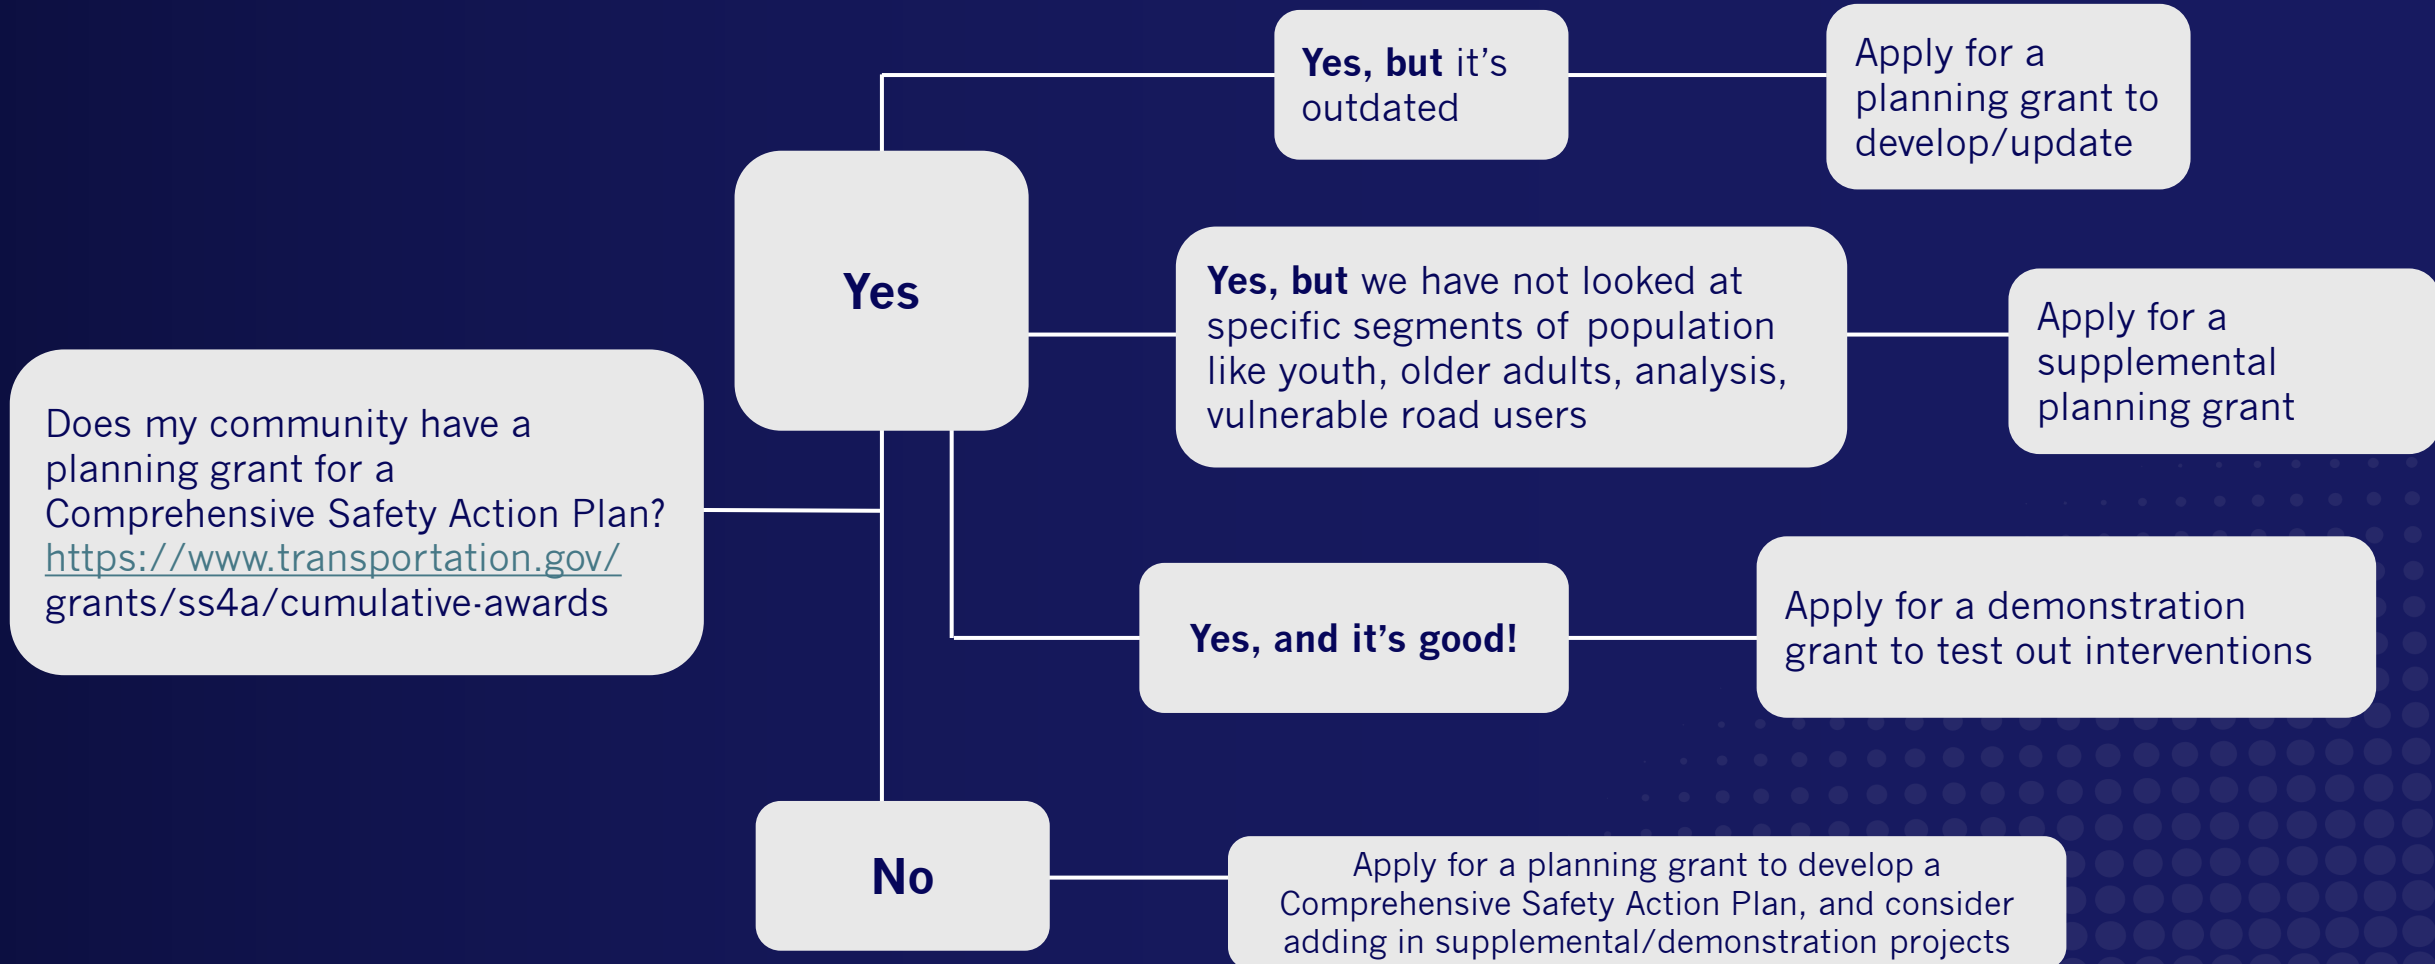 Does my community have a
planning grant for a
Comprehensive Safety Action Plan?
https://www.transportation.gov/
grants/ss4a/cumulative-awards
Yes
Yes, but it’s
outdated
Apply for a
planning grant to
develop/update
Yes, but we have not looked at
specific segments of population
like youth, older adults, analysis,
vulnerable road users
Apply for a
supplemental
planning grant
Yes, and it’s good!
Apply for a demonstration
grant to test out interventions
No
Apply for a planning grant to develop a
Comprehensive Safety Action Plan, and consider
adding in supplemental/demonstration projects